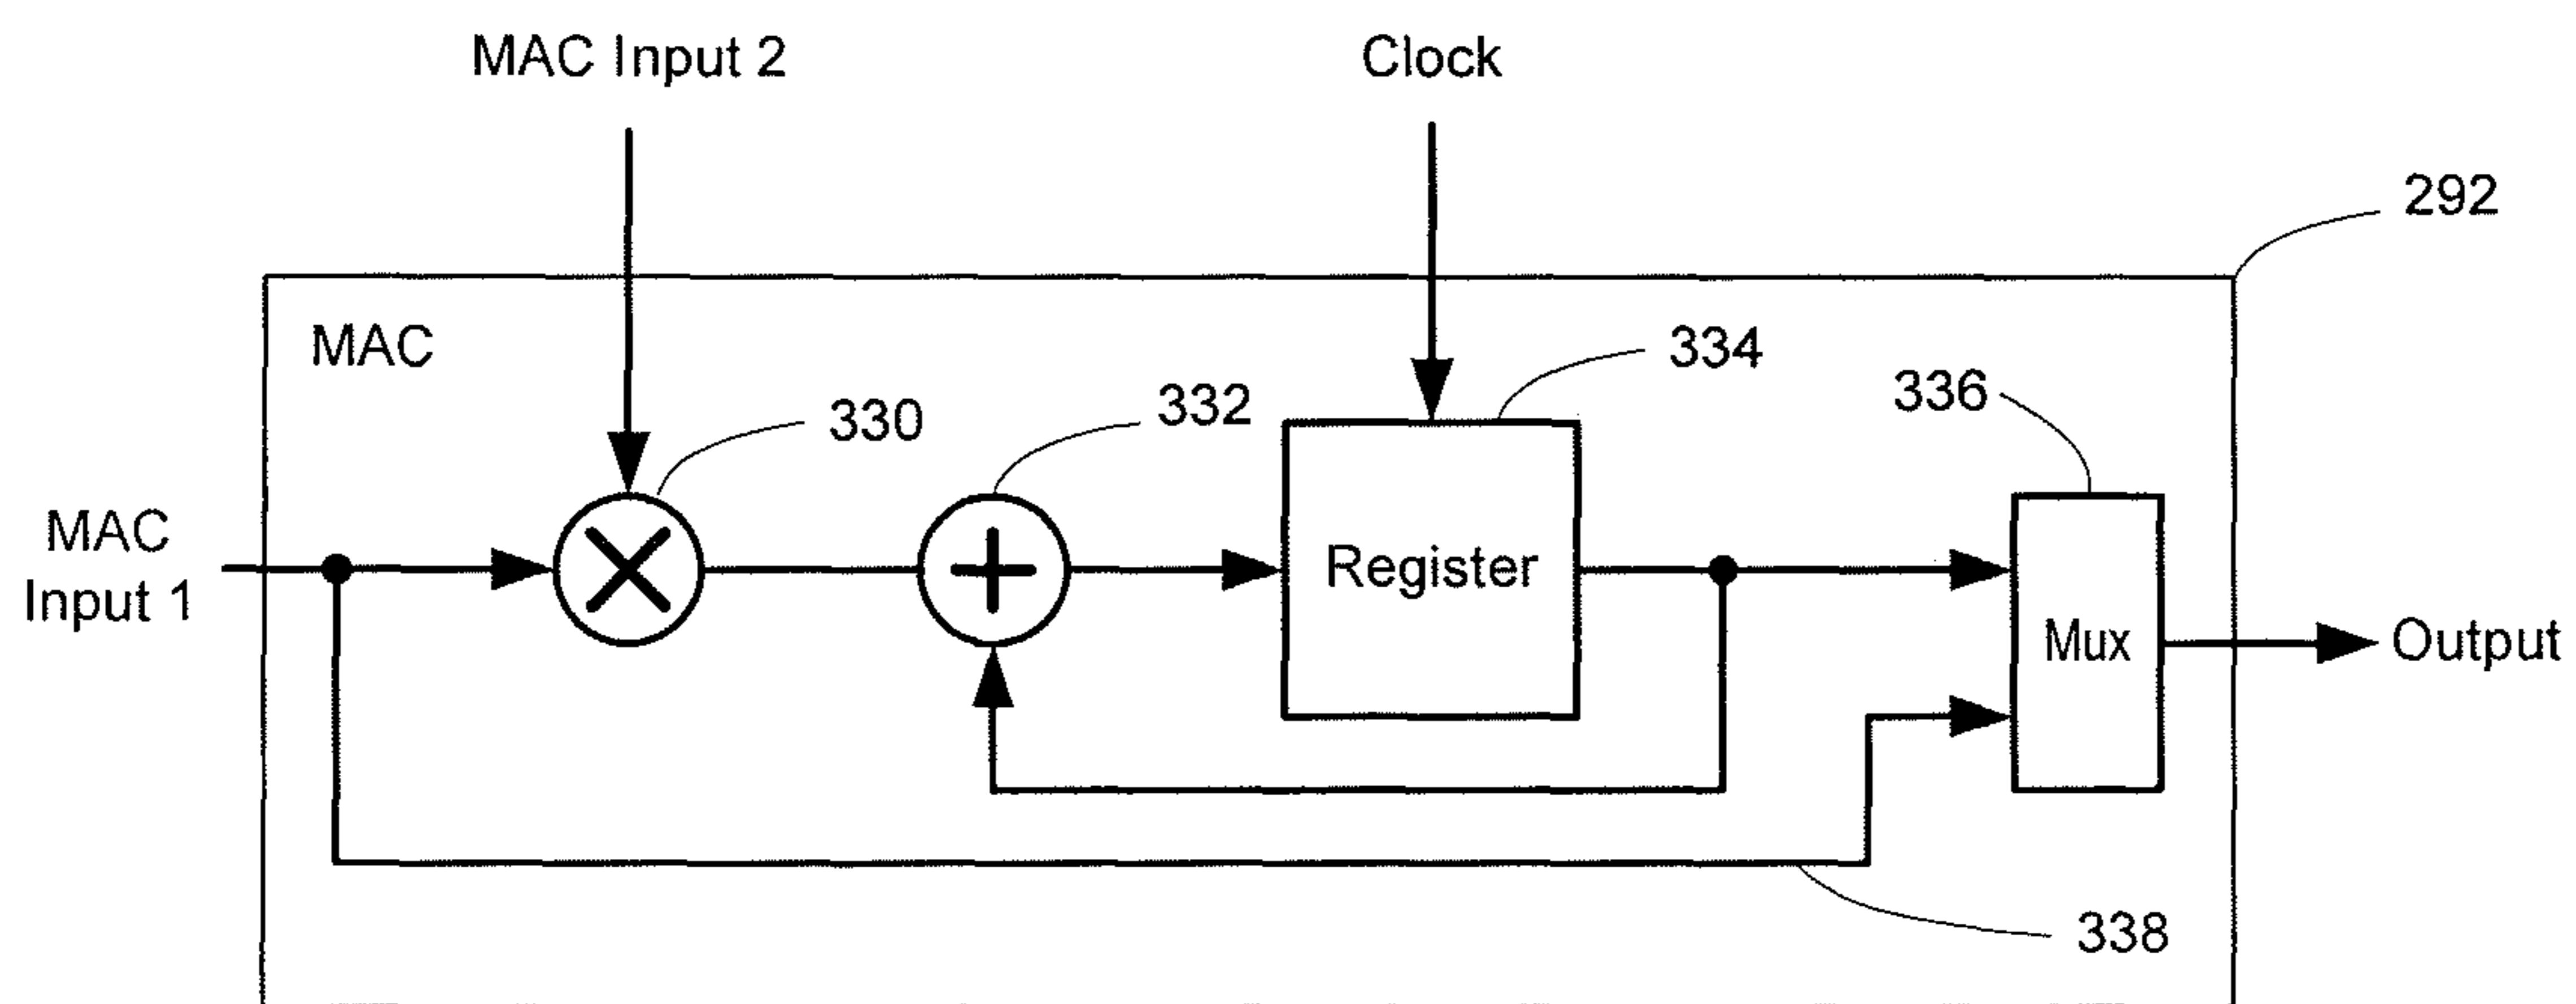 MAC Input 2
Clock
292
MAC
334
336
330
332
MAC
Input 1
Register
Mux
Output
338